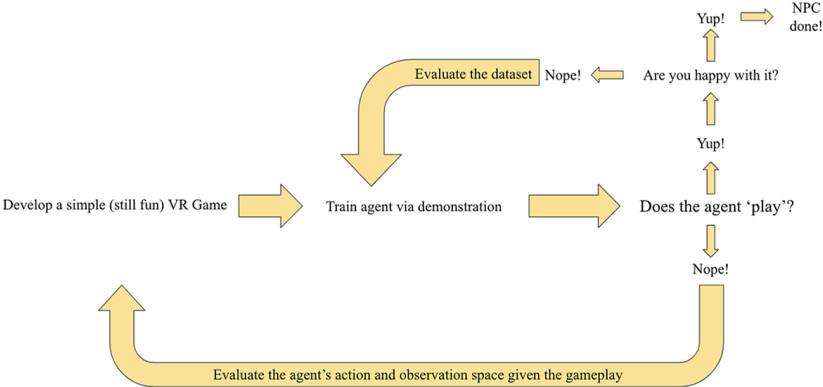 Yup!
NPC
done!
Evaluate the dataset
Nope!
Are you happy with it?
Yup!
Develop a simple (still fun) VR Game
Train agent via demonstration
Does the agent ‘play’?
Nope!
Evaluate the agent’s action and observation space given the gameplay